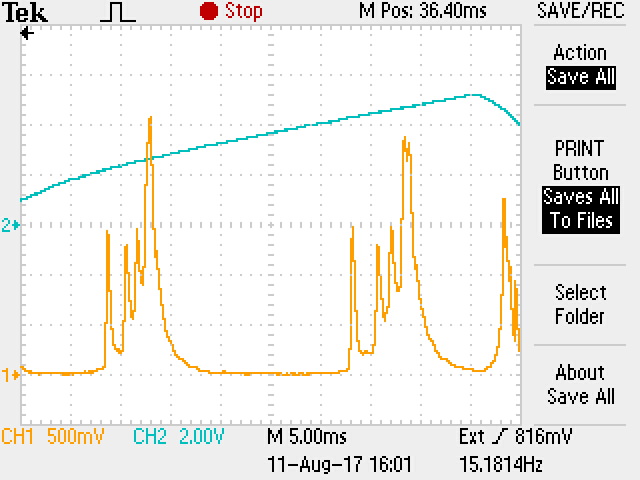 Tek Stop M Pos: 36.40ms SAVE/REC
Action
Save All
PRINT
Button
Saves All
To Files
Select
Folder
About
Save All
2
1
CH1 500mV CH2 2.00V M 5.00ms Ext 816mV
11-Aug-17 16:01 15.1814Hz